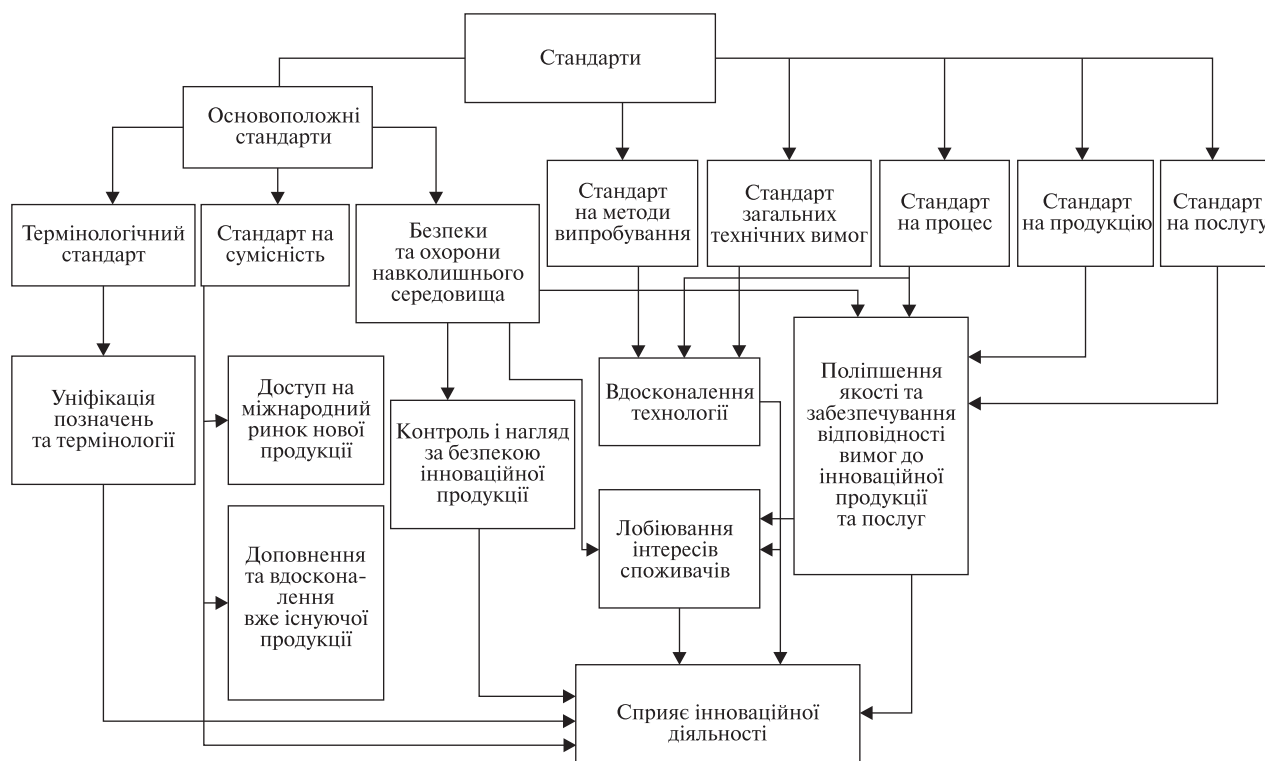 Стандарти
Основоположні
стандарти
Термінологічний
стандарт
Стандарт на
сумісність
Безпеки
та охорони
навколишнього
середовища
Стандарт
на методи
випробування
Стандарт
загальних
технічних вимог
Стандарт
на процес
Стандарт
на продукцію
Стандарт
на послугу
Уніфікація
позначень
та термінології
Доступ на
міжнародний
ринок нової
продукції
Контроль і нагляд
за безпекою
інноваційної
продукції
Вдосконалення
технології
Поліпшення
якості та
забезпечування
відповідності
вимог до
інноваційної
продукції
та послуг
Доповнення
та вдоскона-
лення
вже існуючої
продукції
Лобіювання
інтересів
споживачів
Сприяє інноваційної
діяльності